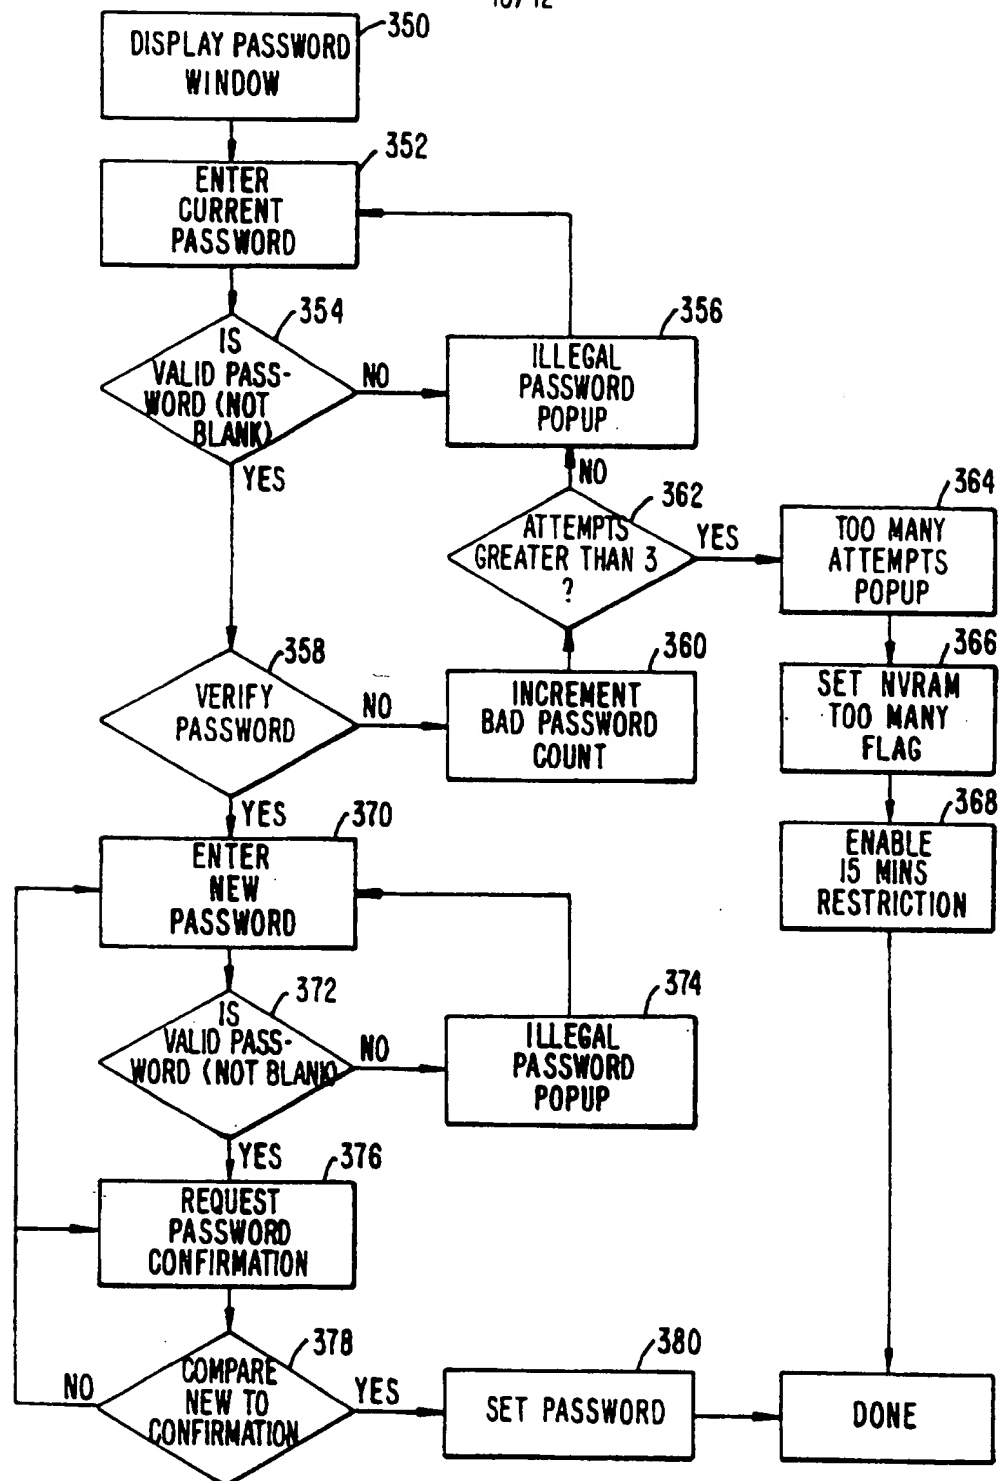 350
DISPLAY PASSWORD
WINDOW
352
ENTER
CURRENT
PASSWORD
354
IS
VALID PASS-
WORD (NOT
BLANK)
NO
YES
356
ILLEGAL
PASSWORD
POPUP
NO
362
ATTEMPTS
GREATER THAN 3
?
YES
364
TOO MANY
ATTEMPTS
POPUP
358
VERIFY
PASSWORD
NO
YES
360
INCREMENT
BAD PASSWORD
COUNT
366
SET NVRAM
TOO MANY
FLAG
368
ENABLE
15 MINS
RESTRICTION
370
ENTER
NEW
PASSWORD
372
IS
VALID PASS-
WORD (NOT BLANK)
NO
YES
374
ILLEGAL
PASSWORD
POPUP
376
REQUEST
PASSWORD
CONFIRMATION
378
COMPARE
NEW TO
CONFIRMATION
NO
YES
380
SET PASSWORD
DONE